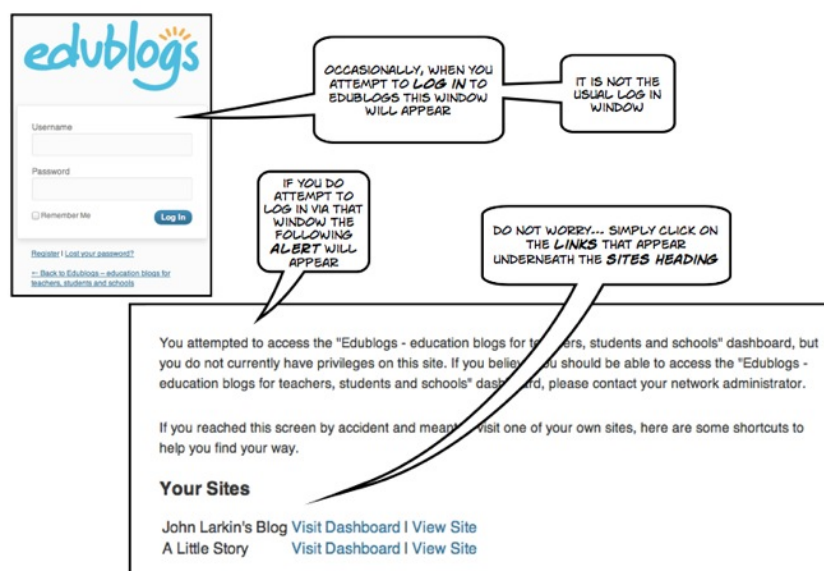 edublogs
Username
Password
Remember Me
Log In
Register | Lost your password?
← Back to Edublogs – education blogs for
teachers, students and schools
OCCASIONALLY, WHEN YOU
ATTEMPT TO LOG IN TO
EDUBLOGS THIS WINDOW
WILL APPEAR
IT IS NOT THE
USUAL LOG IN
WINDOW
IF YOU DO
ATTEMPT TO
LOG IN VIA THAT
WINDOW THE
FOLLOWING
ALERT WILL
APPEAR
DO NOT WORRY... SIMPLY CLICK ON
THE LINKS THAT APPEAR
UNDERNEATH THE SITES HEADING
You attempted to access the "Edublogs - education blogs for te ers, students and schools" dashboard, but
you do not currently have privileges on this site. If you believ u should be able to access the "Edublogs -
education blogs for teachers, students and schools" dash rd, please contact your network administrator.
If you reached this screen by accident and meant visit one of your own sites, here are some shortcuts to
help you find your way.
Your Sites
John Larkin's Blog Visit Dashboard | View Site
A Little Story Visit Dashboard | View Site